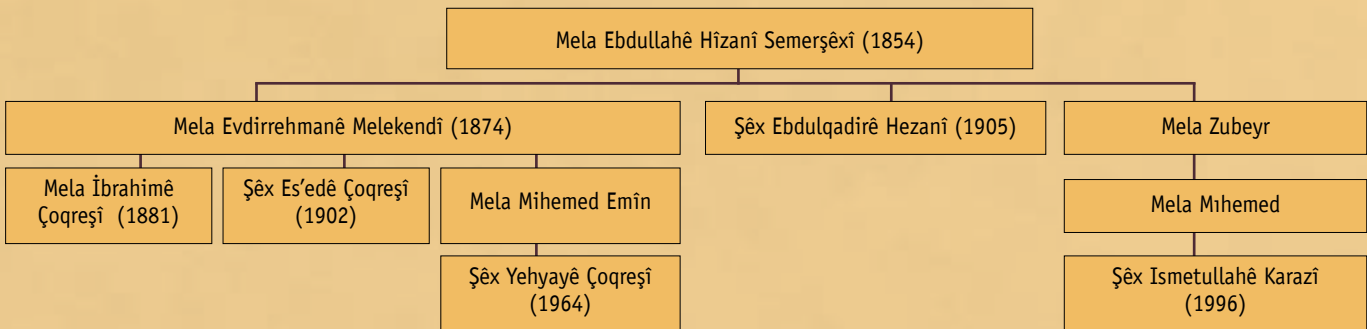 Mela Ebdullahê Hîzanî Semerşêxî (1854)
Mela Evdirrehmanê Melekendî (1874)
Şêx Ebdulqadirê Hezanî (1905)
Mela Zubeyr
Mela İbrahimê
Çoqreşî (1881)
Şêx Es’edê Çoqreşî
(1902)
Mela Mihemed Emîn
Mela Mıhemed
Şêx Yehyayê Çoqreşî
(1964)
Şêx Ismetullahê Karazî
(1996)